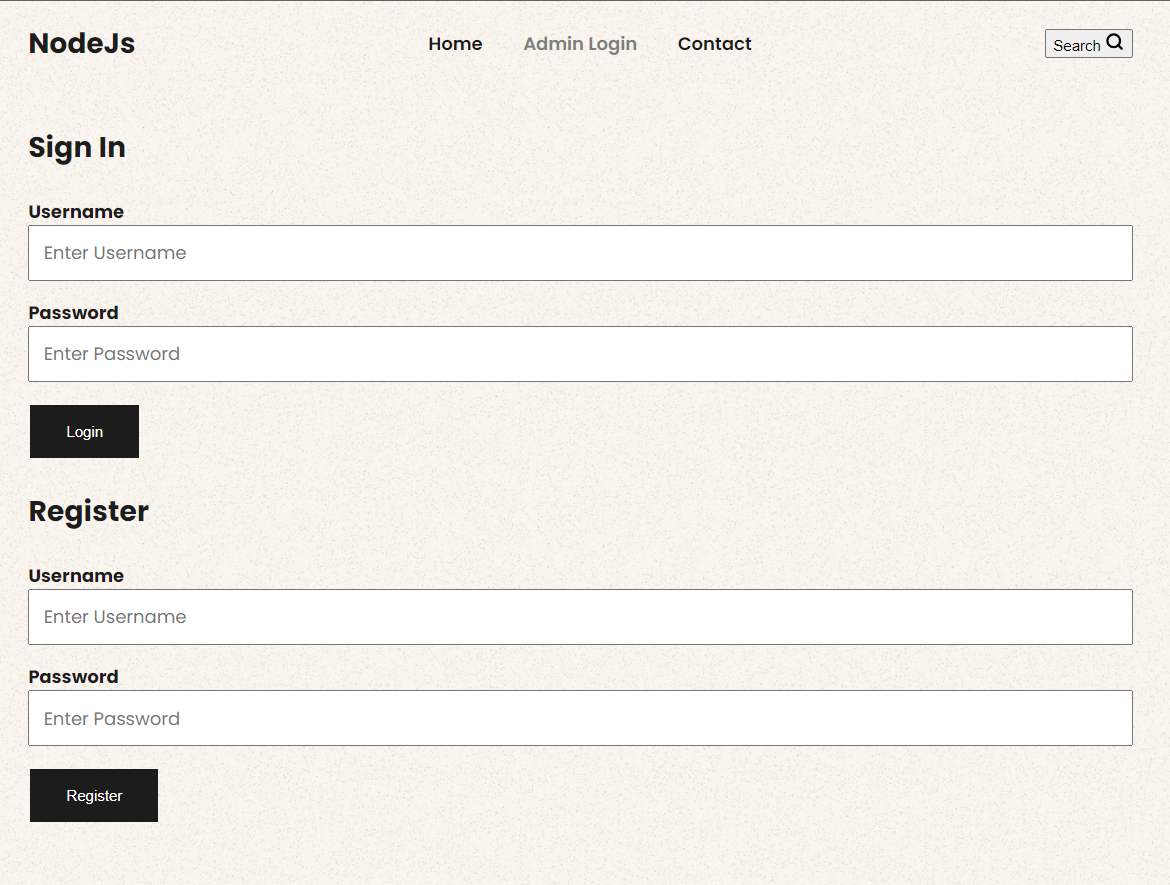 NodeJs Home Admin Login Contact Search
Sign In
Username
Enter Username
Password
Enter Password
Login
Register
Username
Enter Username
Password
Enter Password
Register